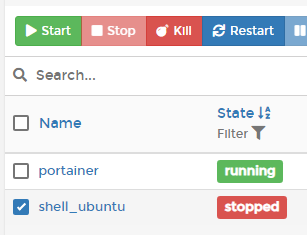 Start Stop Kill Restart
Search...
Name State
Filter
portainer running
shell_ubuntu stopped